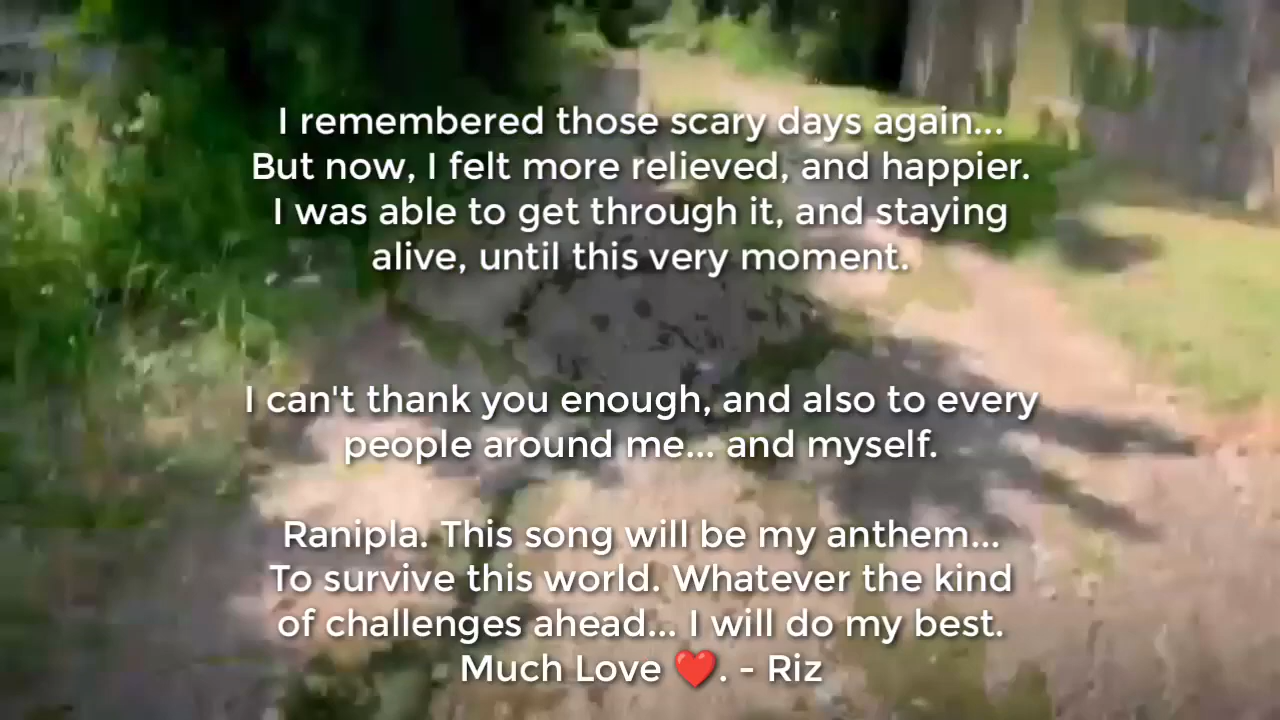 I remembered those scary days again...
But now, I felt more relieved, and happier.
I was able to get through it, and staying
alive, until this very moment.
I can't thank you enough, and also to every
people around me... and myself.
Ranipla. This song will be my anthem...
To survive this world. Whatever the kind
of challenges ahead... I will do my best.
Much Love ❤️. - Riz